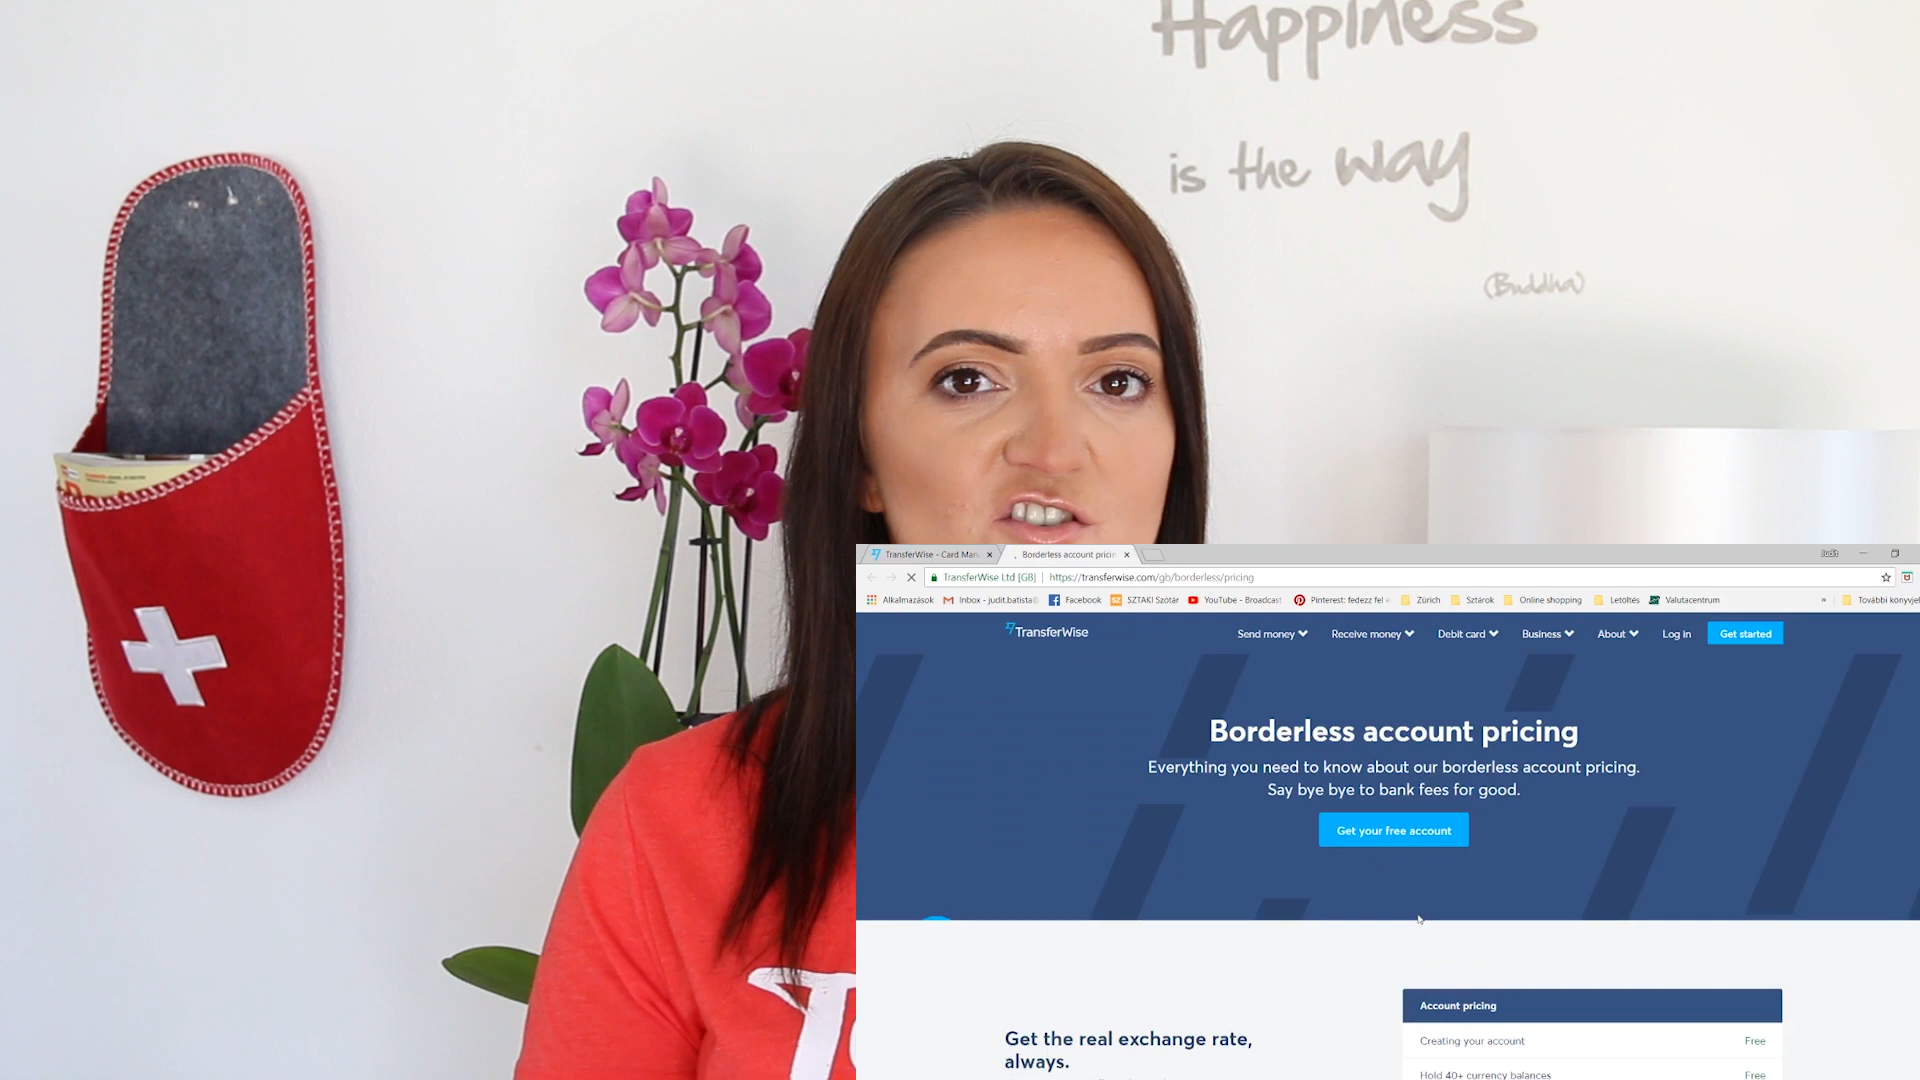 Happiness
is the way
(Buddha)
TransferWise - Card Man
Borderless account pricin
Judit
TransferWise Ltd [GB]
https://transferwise.com/gb/borderless/pricing
Alkalmazások
Inbox - judit.batista
Facebook
SZTAKI Szótár
YouTube - Broadcast
Pinterest: fedezz fel
Zürich
Sztárok
Online shopping
Letöltés
Valutacentrum
»
További könyvjel
TransferWise
Send money
Receive money
Debit card
Business
About
Log in
Get started
Borderless account pricing
Everything you need to know about our borderless account pricing.
Say bye bye to bank fees for good.
Get your free account
Get the real exchange rate,
always.
Account pricing
Creating your account Free
Hold 40+ currency balances Free